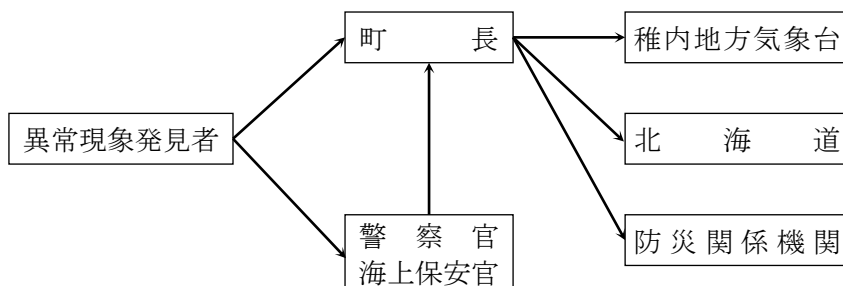 異常現象発見者
町長
警察官
海上保安官
稚内地方気象台
北海道
防災関係機関